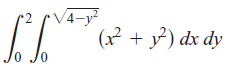 ∫₀² ∫₀^√(4−y²) (x² + y²) dx dy